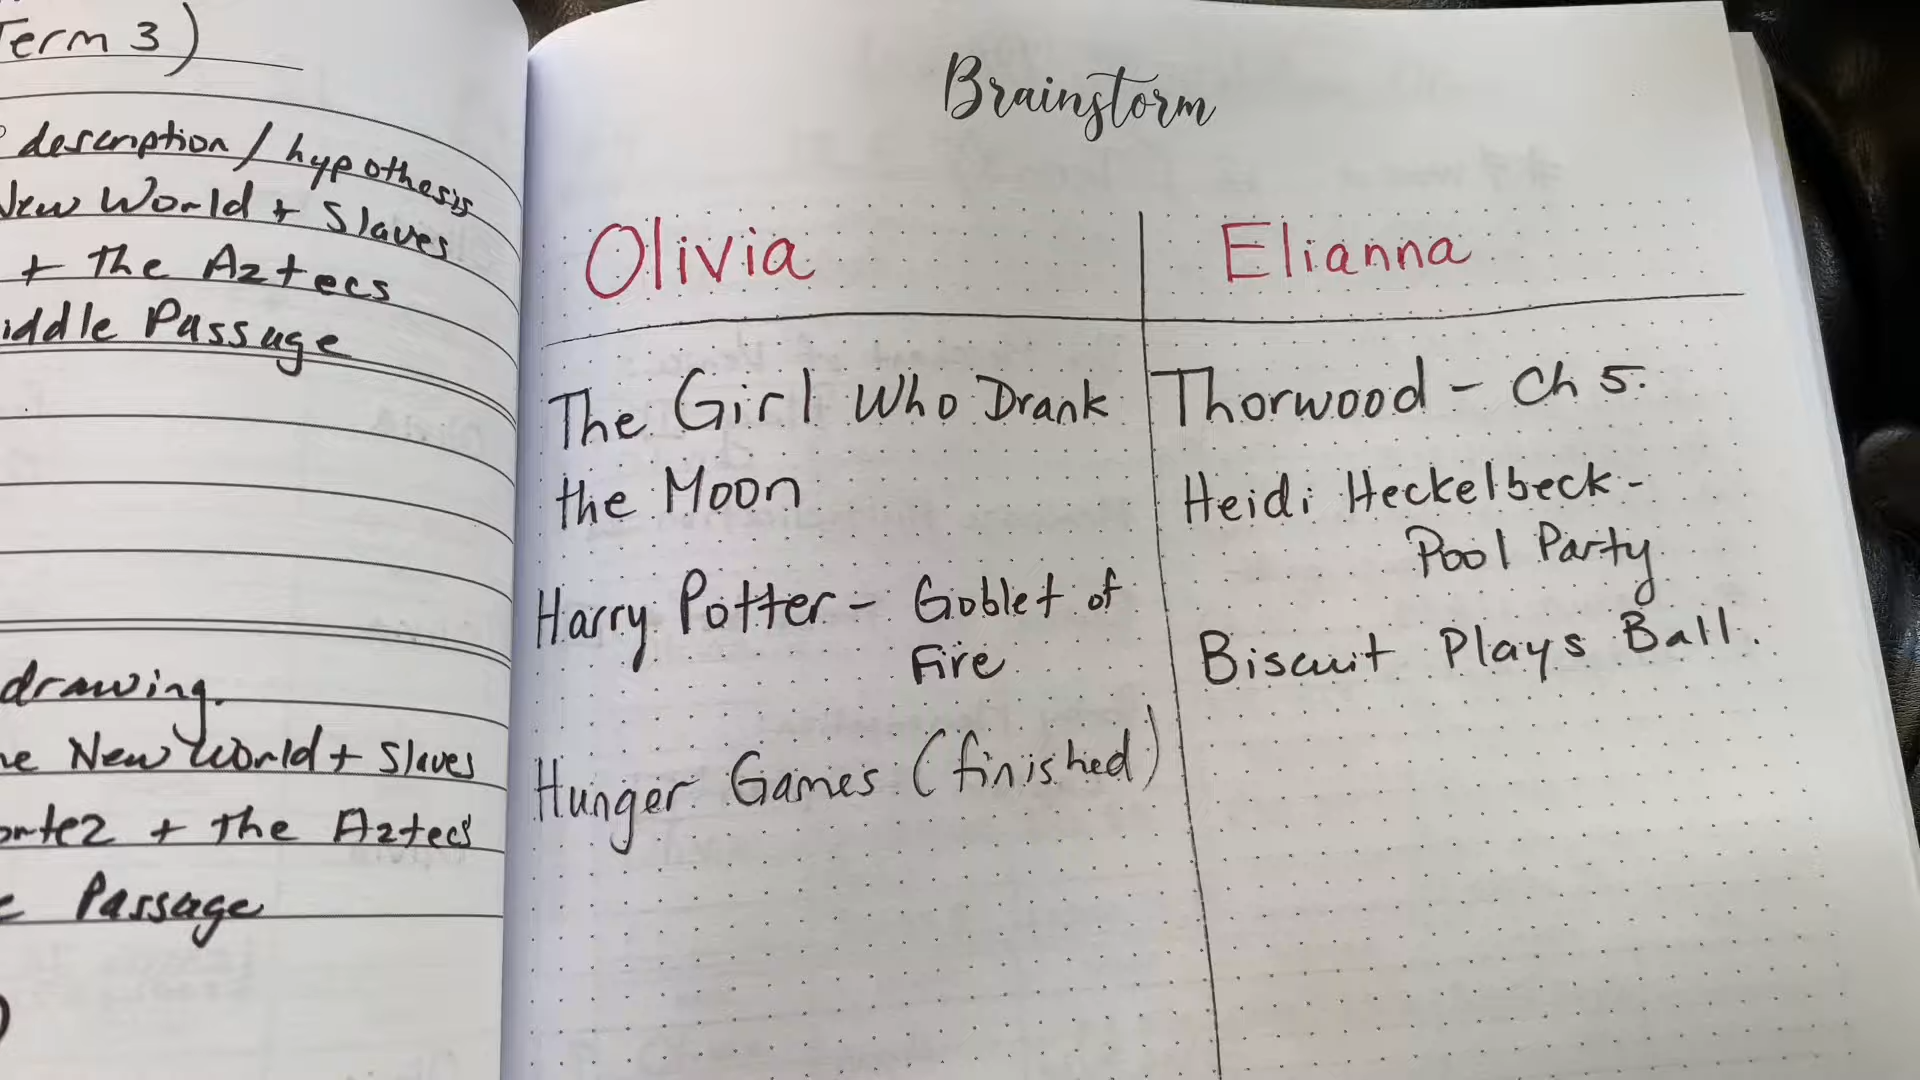 Term 3)
description / hypothesis
New World + Slaves
+ the Aztecs
Middle Passage
drawing.
New World + Slaves
+ the Aztecs
Passage
Brainstorm
Olivia
Elianna
The Girl Who Drank
the Moon
Harry Potter - Goblet of
Fire
Hunger Games (finished)
Thorwood - Ch 5.
Heidi Heckelbeck -
Pool Party
Biscuit Plays Ball.